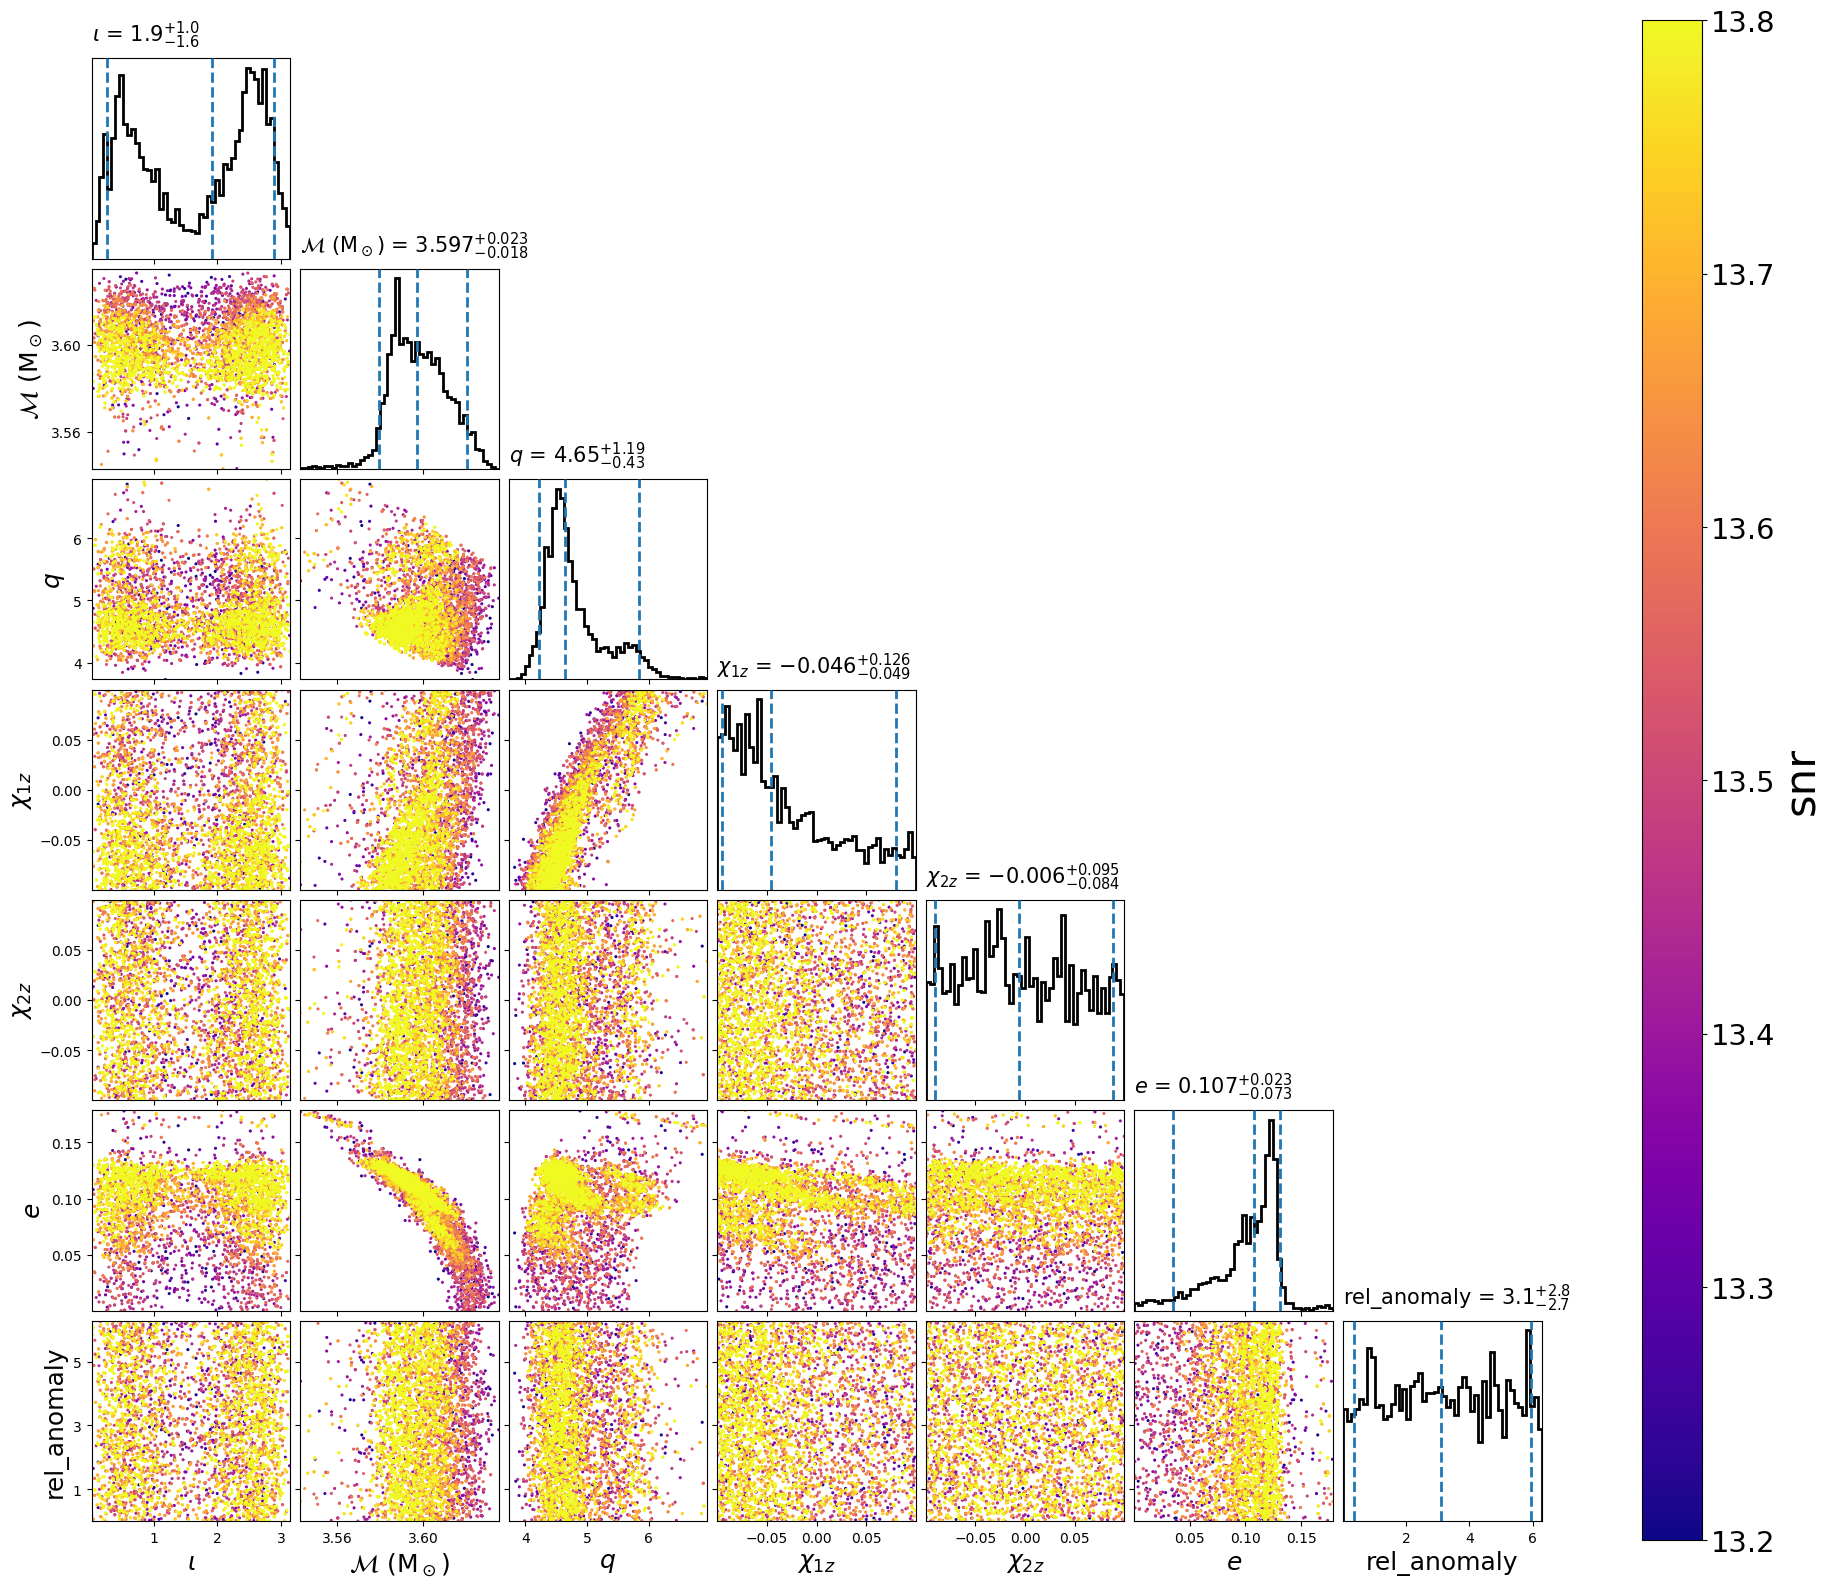 ι = 1.9+1.0−1.6
13.8
ℳ (M_⊙) = 3.597+0.023−0.018
13.7
3.60
3.56
ℳ (M_⊙)
q = 4.65+1.19−0.43
13.6
6
5
4
q
χ1z = −0.046+0.126−0.049
13.5
0.05
0.00
−0.05
χ1z
snr
χ2z = −0.006+0.095−0.084
13.4
0.05
0.00
−0.05
χ2z
e = 0.107+0.023−0.073
13.3
0.15
0.10
0.05
e
rel_anomaly = 3.1+2.8−2.7
5
3
1
rel_anomaly
13.2
1 2 3 3.56 3.60 4 5 6 −0.05 0.00 0.05 −0.05 0.00 0.05 0.05 0.10 0.15 2 4 6
ι ℳ (M_⊙) q χ1z χ2z e rel_anomaly